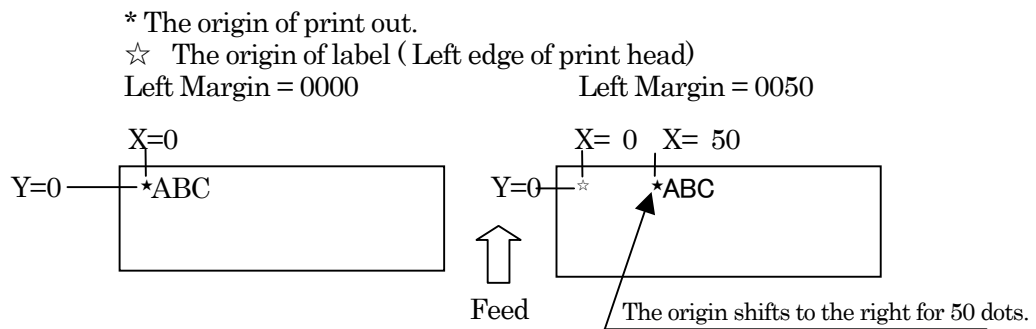 * The origin of print out.
☆ The origin of label ( Left edge of print head)
Left Margin = 0000 Left Margin = 0050
X=0 X= 0 X= 50
Y=0 ★ABC Y=0 ☆ ★ABC
Feed The origin shifts to the right for 50 dots.